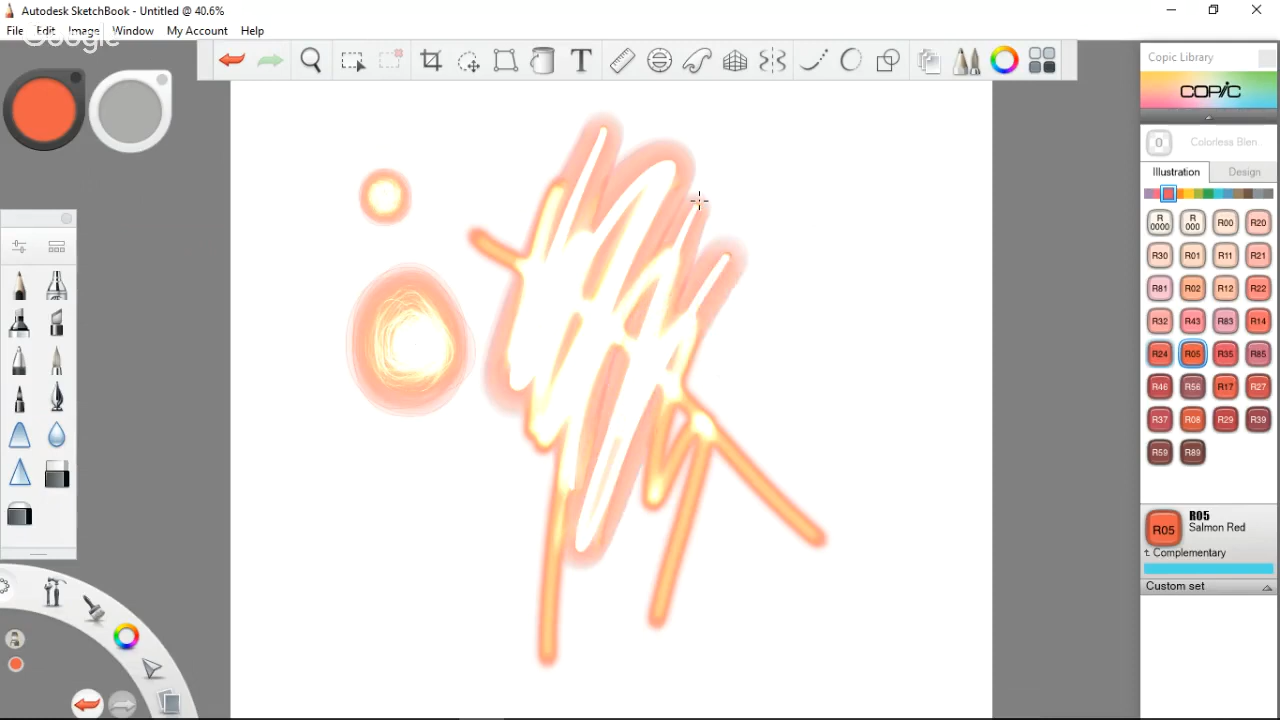 Autodesk SketchBook - Untitled @ 40.6%
File Edit Image Window My Account Help
Google
T
Copic Library
COPIC
0 Colorless Blen
Illustration Design
R 0000 R 000 R00 R20
R30 R01 R11 R21
R81 R02 R12 R22
R32 R43 R83 R14
R24 R05 R35 R85
R46 R56 R17 R27
R37 R08 R29 R39
R59 R89
R05 R05
Salmon Red
t. Complementary
Custom set